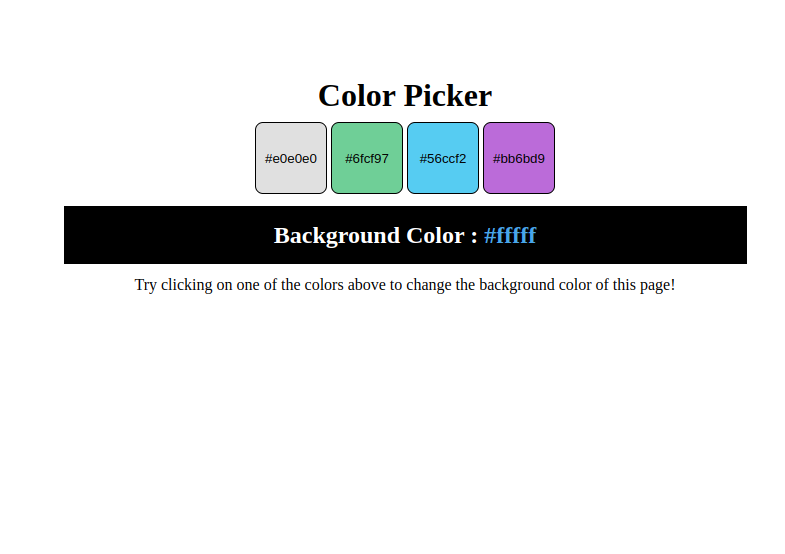 Color Picker
#e0e0e0 #6fcf97 #56ccf2 #bb6bd9
Background Color : #fffff
Try clicking on one of the colors above to change the background color of this page!